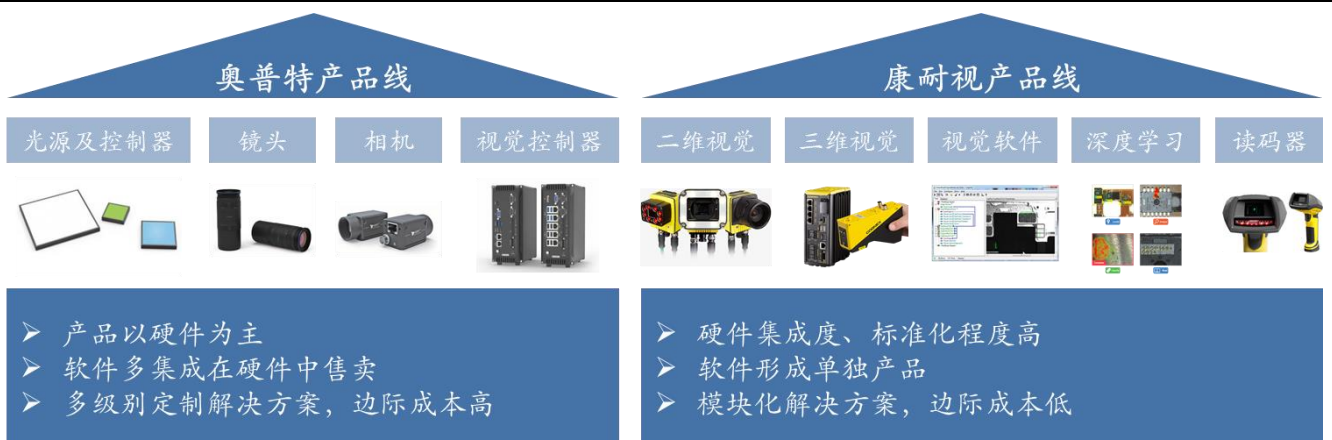 奥普特产品线
光源及控制器
镜头
相机
视觉控制器
➢ 产品以硬件为主
➢ 软件多集成在硬件中售卖
➢ 多级别定制解决方案，边际成本高
康耐视产品线
二维视觉
三维视觉
视觉软件
深度学习
读码器
➢ 硬件集成度、标准化程度高
➢ 软件形成单独产品
➢ 模块化解决方案，边际成本低